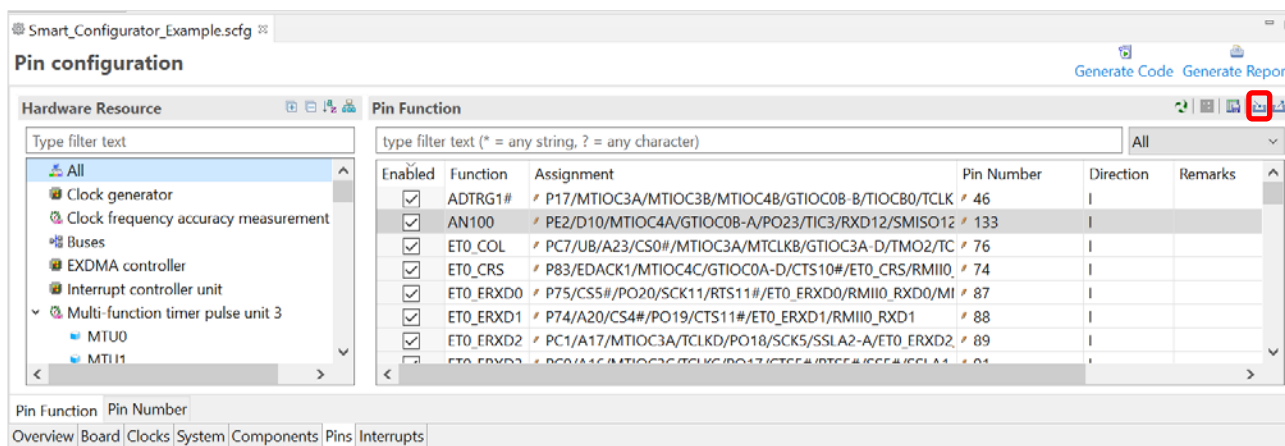 Smart_Configurator_Example.scfg
Pin configuration
Generate Code Generate Repor
Hardware Resource
Pin Function
Type filter text
type filter text (* = any string, ? = any character)
All
All
Clock generator
Clock frequency accuracy measurement
Buses
EXDMA controller
Interrupt controller unit
Multi-function timer pulse unit 3
MTU0
MTU1
Enabled Function Assignment Pin Number Direction Remarks
ADTRG1# P17/MTIOC3A/MTIOC3B/MTIOC4B/GTIOC0B-B/TIOCB0/TCLK 46 I
AN100 PE2/D10/MTIOC4A/GTIOC0B-A/PO23/TIC3/RXD12/SMISO12 133 I
ET0_COL PC7/UB/A23/CS0#/MTIOC3A/MTCLKB/GTIOC3A-D/TMO2/TC 76 I
ET0_CRS P83/EDACK1/MTIOC4C/GTIOC0A-D/CTS10#/ET0_CRS/RMII0_ 74 I
ET0_ERXD0 P75/CS5#/PO20/SCK11/RTS11#/ET0_ERXD0/RMII0_RXD0/MI 87 I
ET0_ERXD1 P74/A20/CS4#/PO19/CTS11#/ET0_ERXD1/RMII0_RXD1 88 I
ET0_ERXD2 PC1/A17/MTIOC3A/TCLKD/PO18/SCK5/SSLA2-A/ET0_ERXD2_ 89 I
Pin Function Pin Number
Overview Board Clocks System Components Pins Interrupts